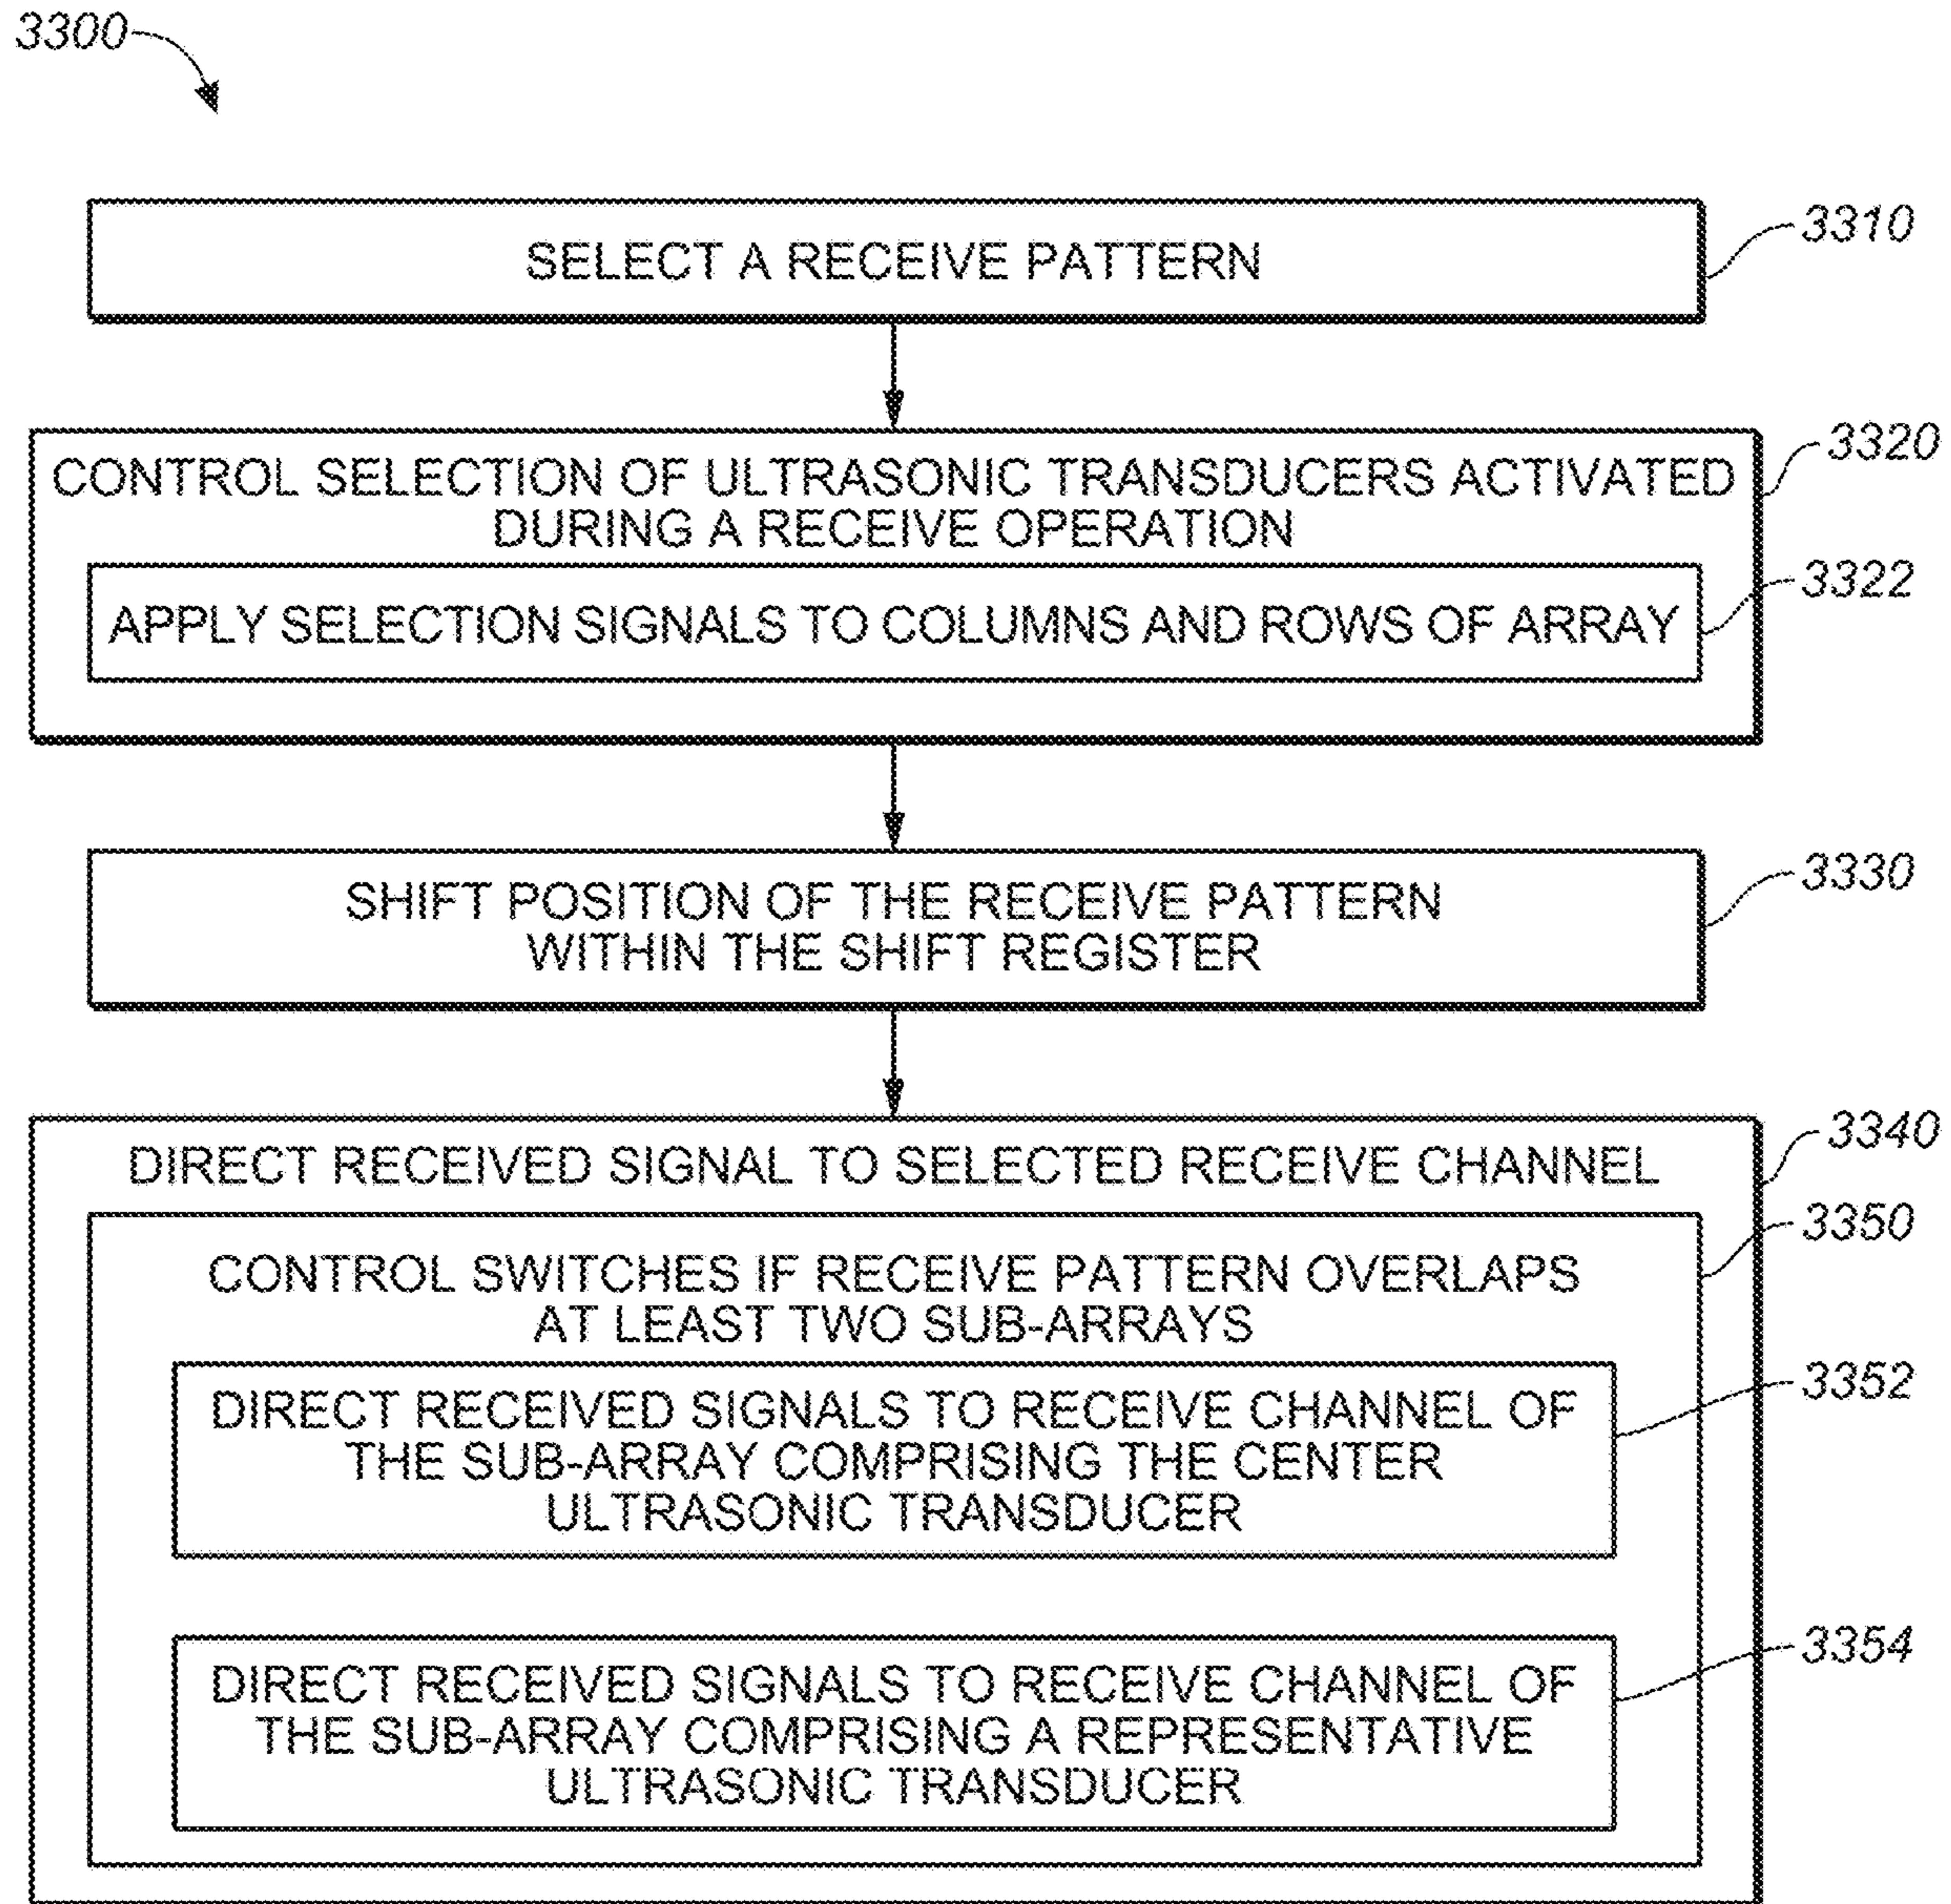 3300
SELECT A RECEIVE PATTERN
3310
CONTROL SELECTION OF ULTRASONIC TRANSDUCERS ACTIVATED
DURING A RECEIVE OPERATION
3320
APPLY SELECTION SIGNALS TO COLUMNS AND ROWS OF ARRAY
3322
SHIFT POSITION OF THE RECEIVE PATTERN
WITHIN THE SHIFT REGISTER
3330
DIRECT RECEIVED SIGNAL TO SELECTED RECEIVE CHANNEL
3340
CONTROL SWITCHES IF RECEIVE PATTERN OVERLAPS
AT LEAST TWO SUB-ARRAYS
3350
DIRECT RECEIVED SIGNALS TO RECEIVE CHANNEL OF
THE SUB-ARRAY COMPRISING THE CENTER
ULTRASONIC TRANSDUCER
3352
DIRECT RECEIVED SIGNALS TO RECEIVE CHANNEL OF
THE SUB-ARRAY COMPRISING A REPRESENTATIVE
ULTRASONIC TRANSDUCER
3354